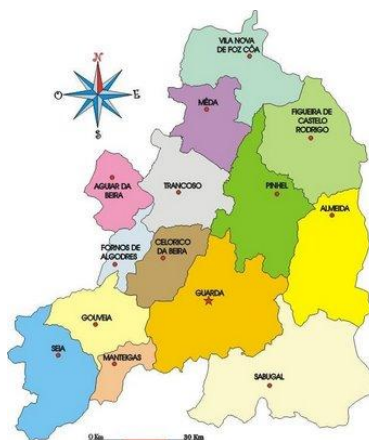 VILA NOVA
DE FOZ CÔA
N
O
E
S
MÊDA
FIGUEIRA DE
CASTELO
RODRIGO
AGUIAR DA
BEIRA
TRANCOSO
PINHEL
ALMEIDA
FORNOS DE
ALGODRES
CELORICO
DA BEIRA
GUARDA
GOUVEIA
SEIA
MANTEIGAS
SABUGAL
0 Km
30 Km